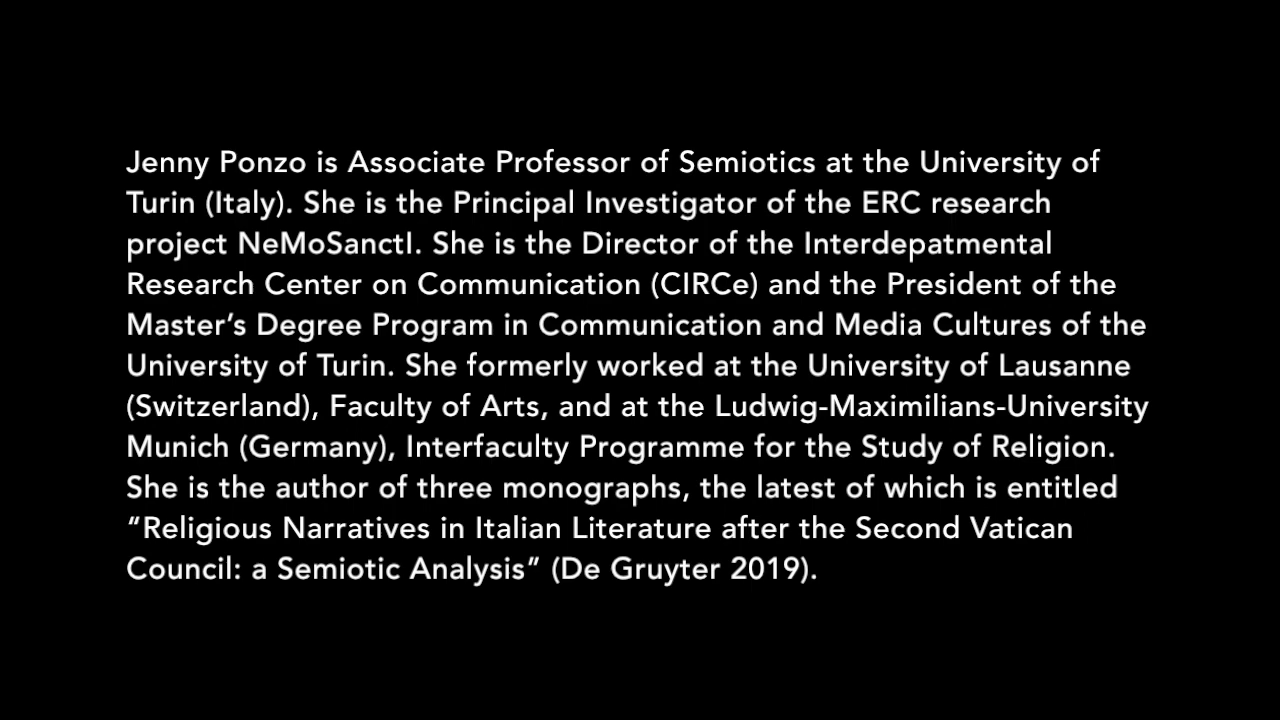 Jenny Ponzo is Associate Professor of Semiotics at the University of
Turin (Italy). She is the Principal Investigator of the ERC research
project NeMoSanctI. She is the Director of the Interdepatmental
Research Center on Communication (CIRCe) and the President of the
Master’s Degree Program in Communication and Media Cultures of the
University of Turin. She formerly worked at the University of Lausanne
(Switzerland), Faculty of Arts, and at the Ludwig-Maximilians-University
Munich (Germany), Interfaculty Programme for the Study of Religion.
She is the author of three monographs, the latest of which is entitled
“Religious Narratives in Italian Literature after the Second Vatican
Council: a Semiotic Analysis” (De Gruyter 2019).